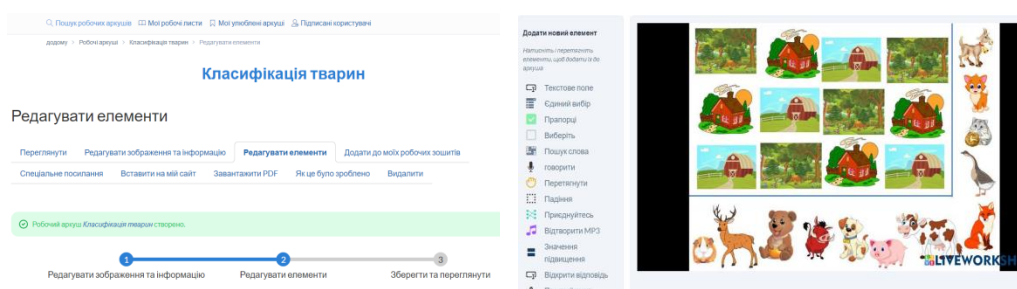 Пошук робочих аркушів Мої робочі листи Мої улюблені аркуші Підписані користувачі
додому > Робочі аркуші > Класифікація тварин > Редагувати елементи
Класифікація тварин
Редагувати елементи
Переглянути Редагувати зображення та інформацію Редагувати елементи Додати до моїх робочих зошитів
Спеціальне посилання Вставити на мій сайт Завантажити PDF Як це було зроблено Видалити
Робочий аркуш Класифікація тварин створено.
1 2 3
Редагувати зображення та інформацію Редагувати елементи Зберегти та переглянути
Додати новий елемент
Натисніть і перетягніть
елементи, щоб додати їх до
аркуша
Текстове поле
Єдиний вибір
Прапорці
Виберіть
Пошук слова
говорити
Перетягнути
Падіння
Приєднуйтесь
Відтворити MP3
Значення
підвищення
Відкрити відповідь
LIVEWORKSH